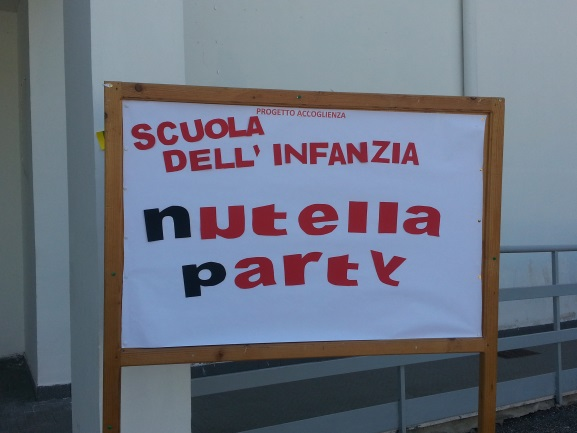 PROGETTO ACCOGLIENZA
SCUOLA
DELL' INFANZIA
nutella
party